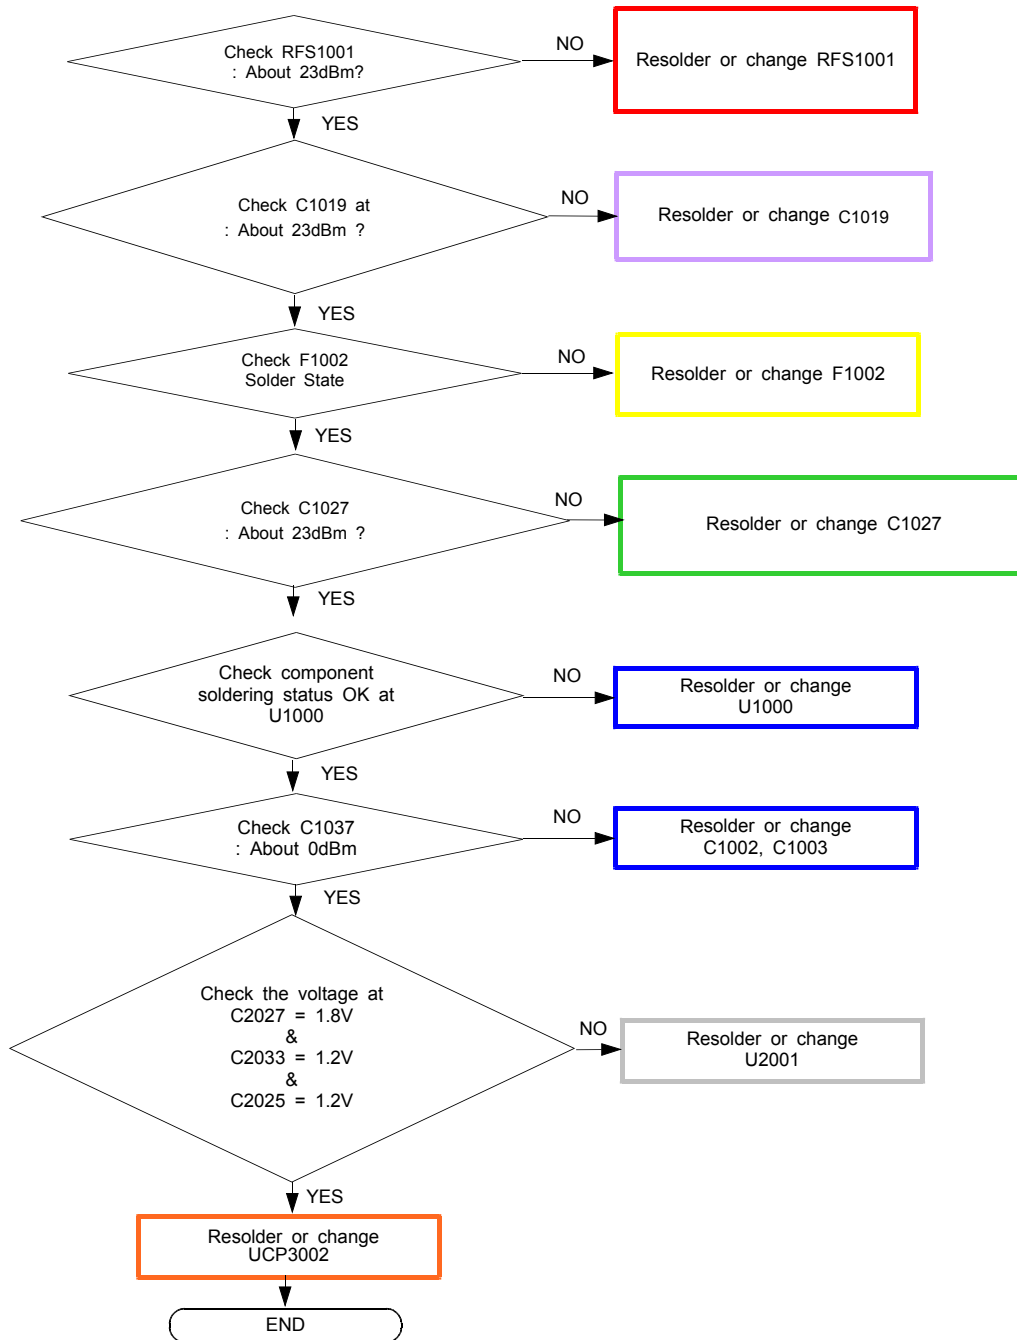 Check RFS1001
: About 23dBm?
NO
Resolder or change RFS1001
YES
Check C1019 at
: About 23dBm ?
NO
Resolder or change C1019
YES
Check F1002
Solder State
NO
Resolder or change F1002
YES
Check C1027
: About 23dBm ?
NO
Resolder or change C1027
YES
Check component
soldering status OK at
U1000
NO
Resolder or change
U1000
YES
Check C1037
: About 0dBm
NO
Resolder or change
C1002, C1003
YES
Check the voltage at
C2027 = 1.8V
&
C2033 = 1.2V
&
C2025 = 1.2V
NO
Resolder or change
U2001
YES
Resolder or change
UCP3002
END